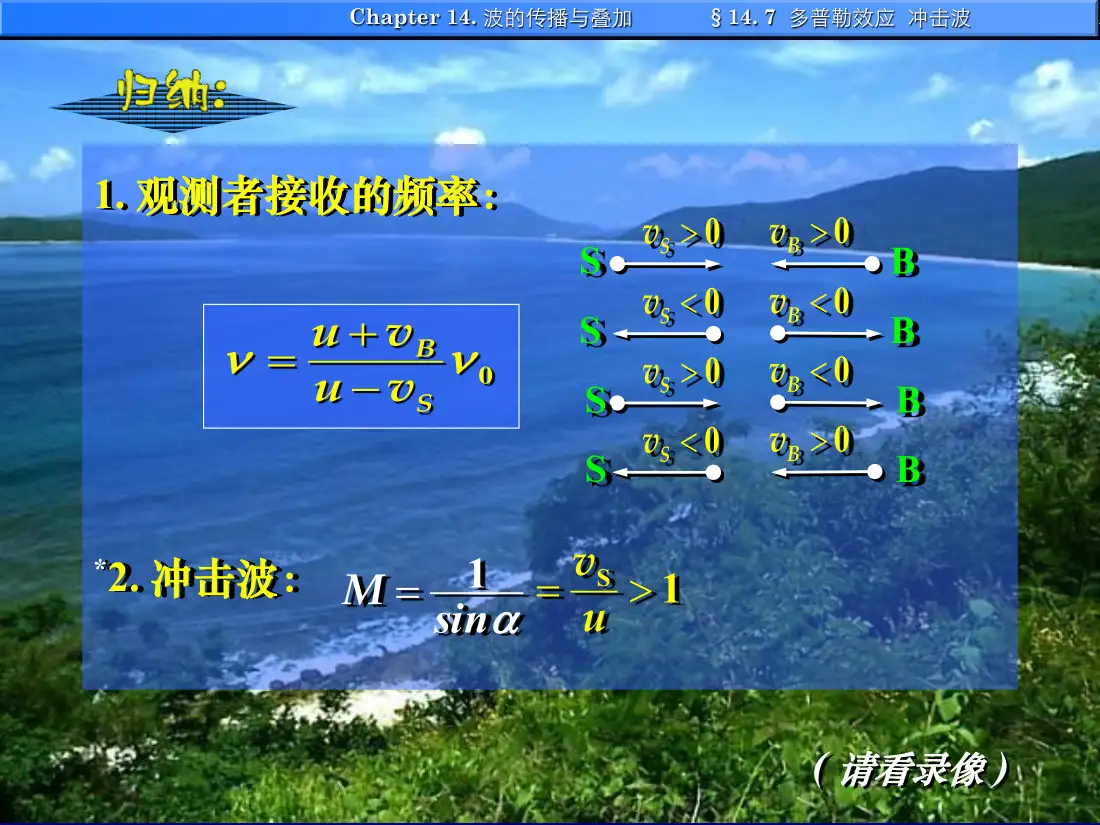 Chapter 14. 波的传播与叠加 §14. 7 多普勒效应 冲击波
归纳：
1. 观测者接收的频率：
ν = (u + v_B)/(u − v_S) ν_0
S v_S > 0 v_B > 0 B
S v_S < 0 v_B < 0 B
S v_S > 0 v_B < 0 B
S v_S < 0 v_B > 0 B
*2. 冲击波： M = 1/sin α = v_S/u > 1
（请看录像）